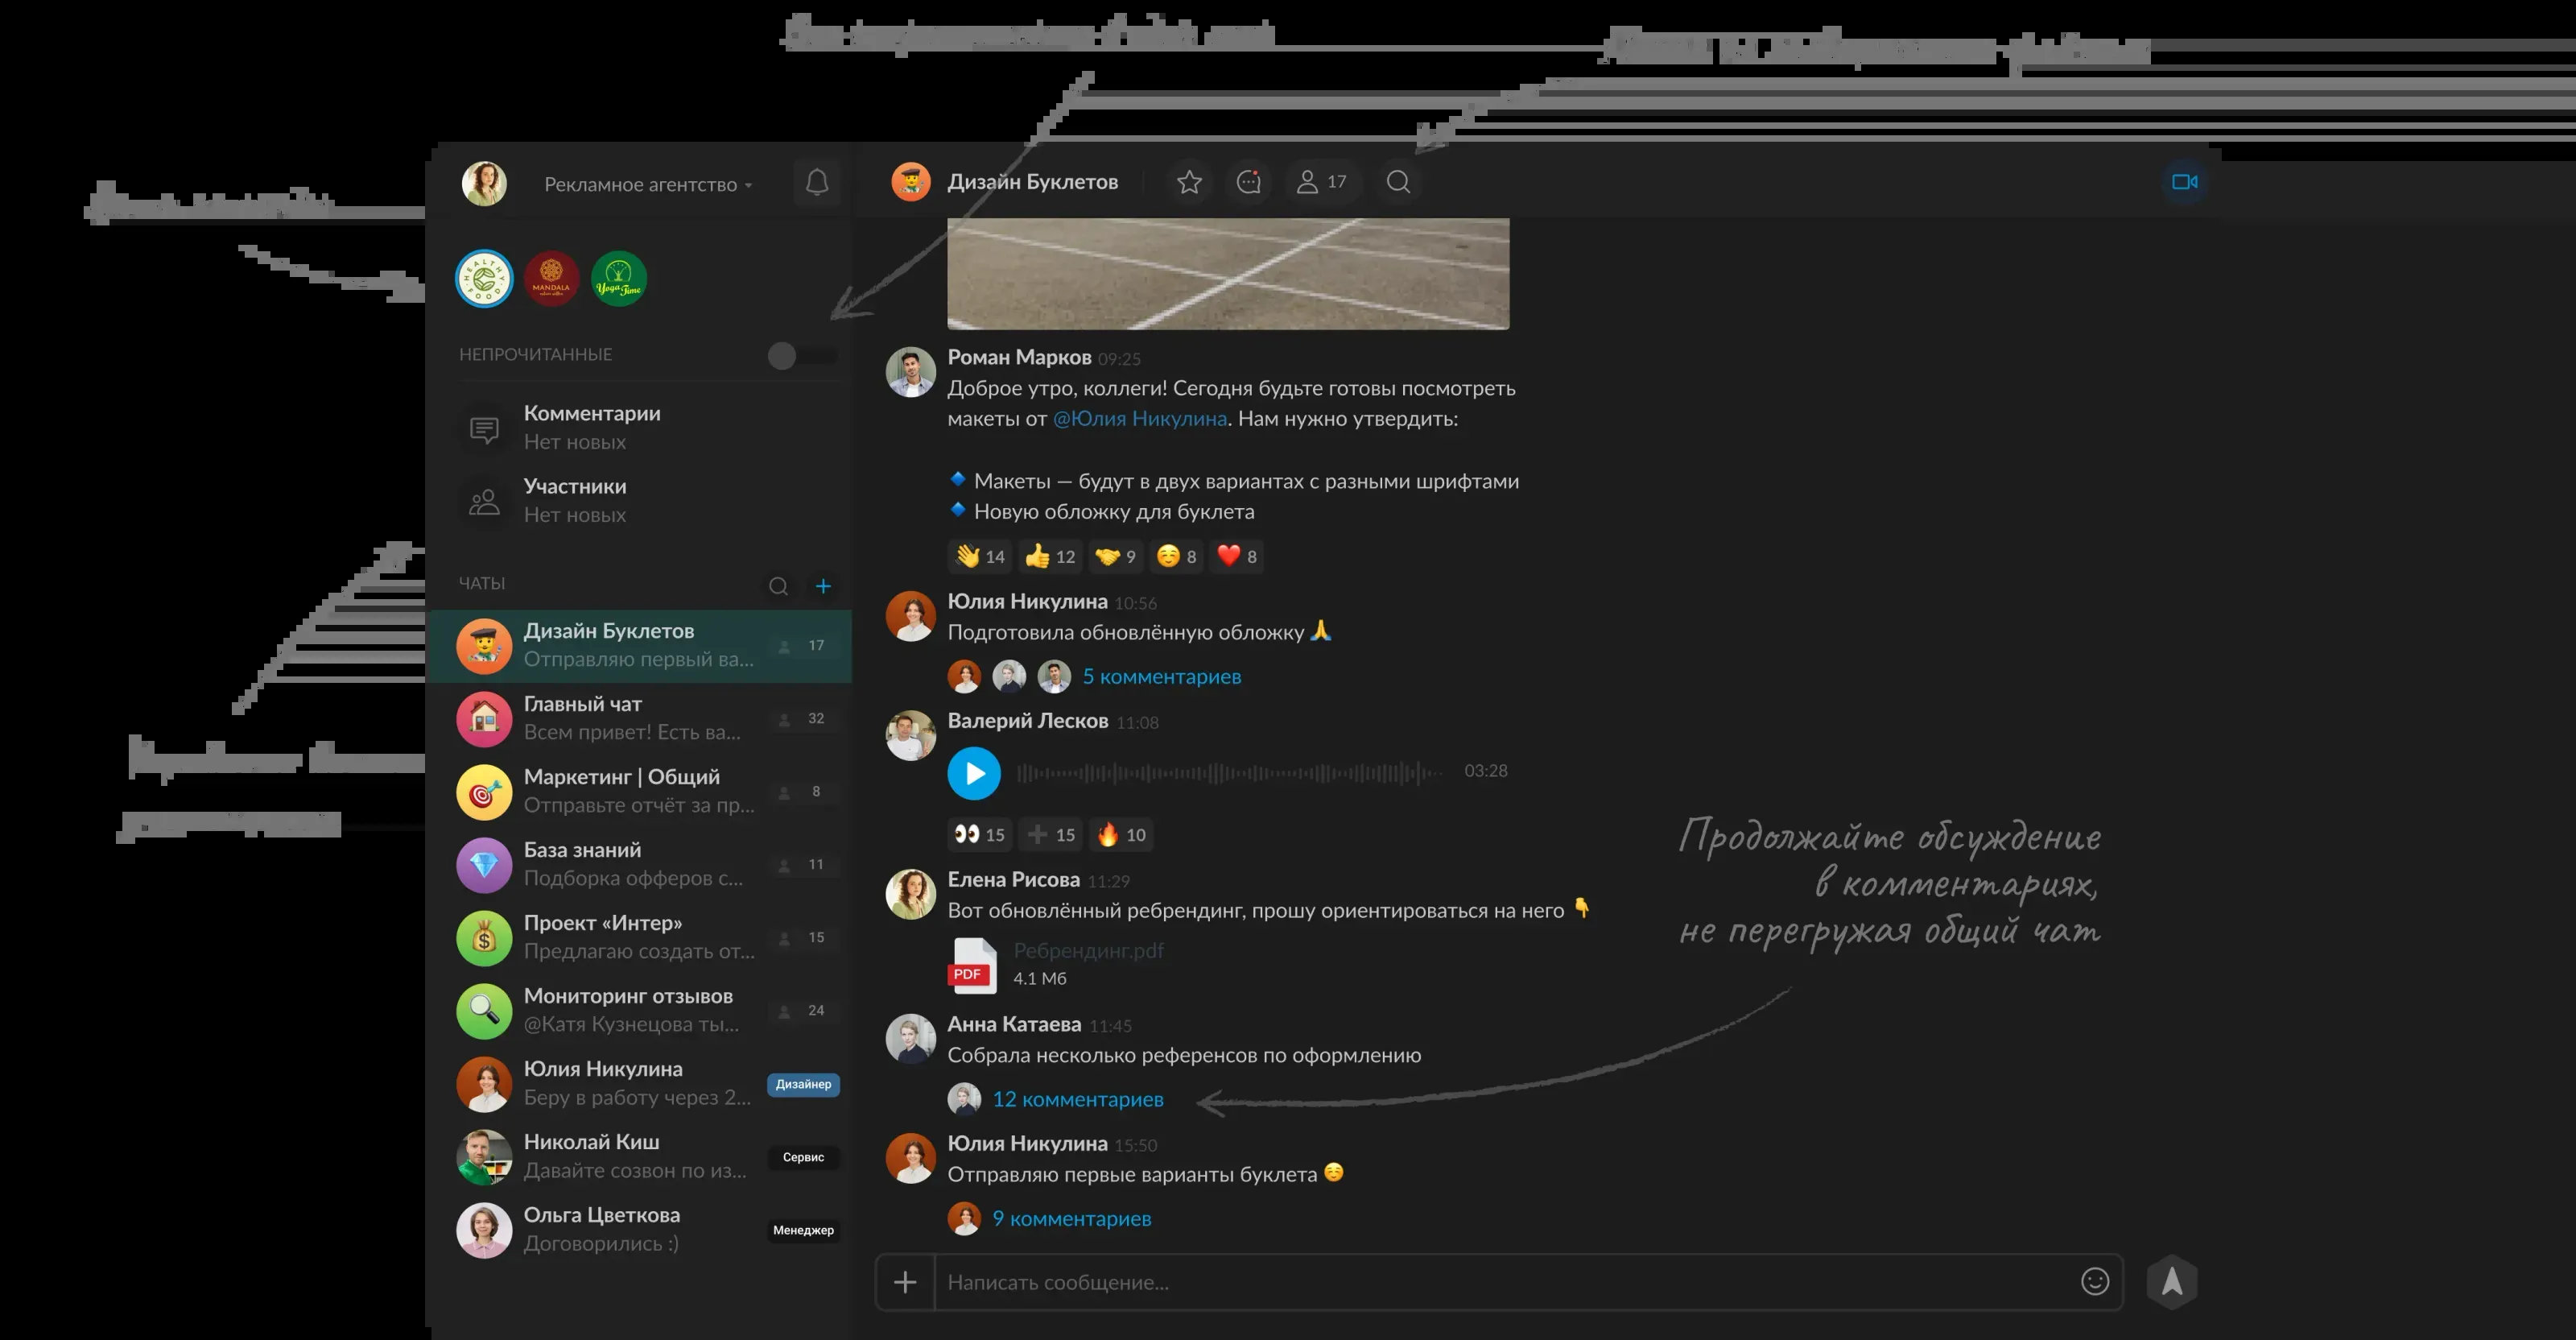 Рекламное агентство
HEALTHY FOOD
MANDALA
Yoga Time
НЕПРОЧИТАННЫЕ
Комментарии
Нет новых
Участники
Нет новых
ЧАТЫ
Дизайн Буклетов
Отправляю первый ва...
17
Главный чат
Всем привет! Есть ва...
32
Маркетинг | Общий
Отправьте отчёт за пр...
8
База знаний
Подборка офферов с...
11
Проект «Интер»
Предлагаю создать от...
15
Мониторинг отзывов
@Катя Кузнецова ты...
24
Юлия Никулина
Беру в работу через 2...
Дизайнер
Николай Киш
Давайте созвон по из...
Сервис
Ольга Цветкова
Договорились :)
Менеджер
Дизайн Буклетов
17
Роман Марков 09:25
Доброе утро, коллеги! Сегодня будьте готовы посмотреть
макеты от @Юлия Никулина. Нам нужно утвердить:
🔹 Макеты — будут в двух вариантах с разными шрифтами
🔹 Новую обложку для буклета
👋 14 👍 12 🤝 9 ☺️ 8 ❤️ 8
Юлия Никулина 10:56
Подготовила обновлённую обложку 🙏
5 комментариев
Валерий Лесков 11:08
03:28
👀 15 ➕ 15 🔥 10
Елена Рисова 11:29
Вот обновлённый ребрендинг, прошу ориентироваться на него 👇
PDF
Ребрендинг.pdf
4.1 Мб
Анна Катаева 11:45
Собрала несколько референсов по оформлению
12 комментариев
Юлия Никулина 15:50
Отправляю первые варианты буклета ☺️
9 комментариев
Написать сообщение...
Продолжайте обсуждение
в комментариях,
не перегружая общий чат